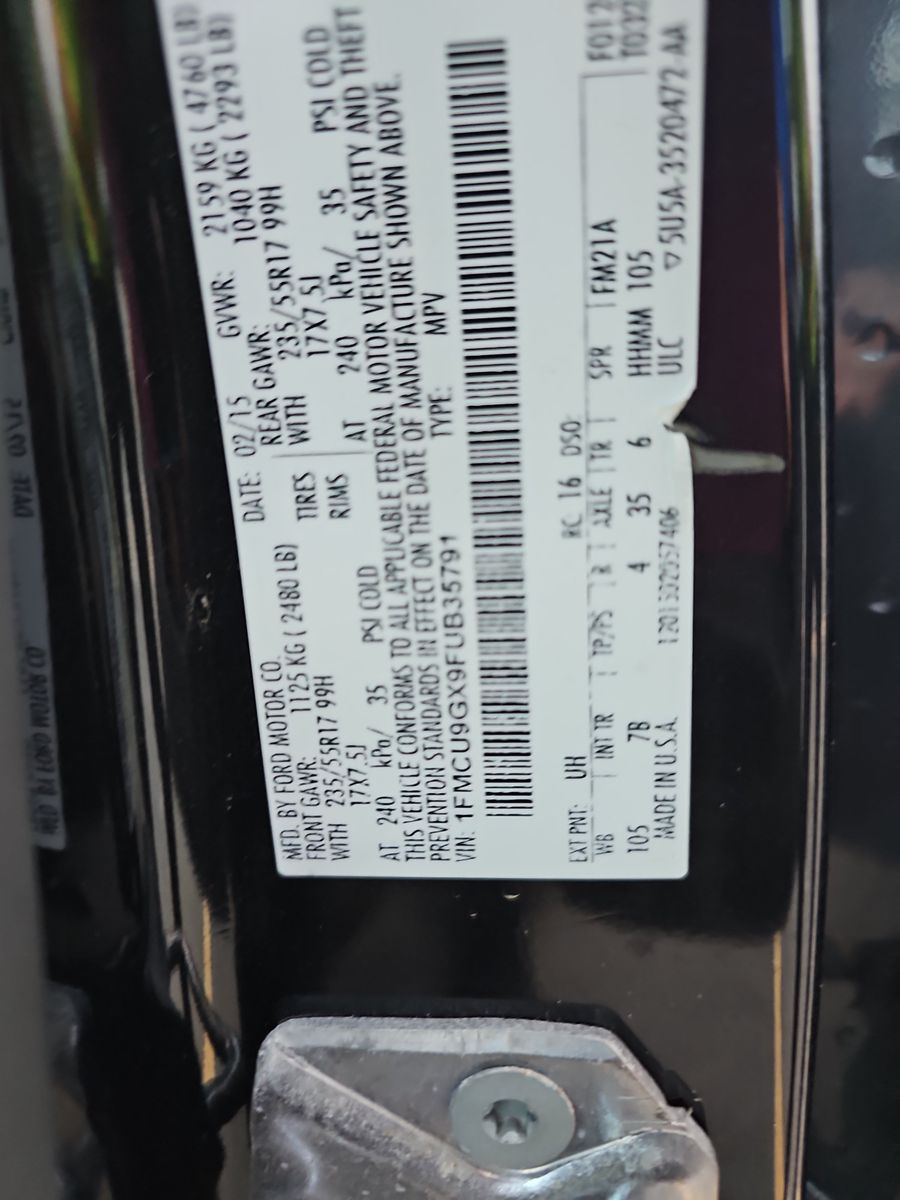 MFD. BY FORD MOTOR CO.
DATE: 02/15 GVWR: 2159 KG ( 4760 LB)
FRONT GAWR: 1125 KG ( 2480 LB) REAR GAWR: 1040 KG ( 2293 LB)
WITH 235/55R17 99H TIRES WITH 235/55R17 99H
17X7.5J RIMS 17X7.5J
AT 240 kPa/ 35 PSI COLD AT 240 kPa/ 35 PSI COLD
THIS VEHICLE CONFORMS TO ALL APPLICABLE FEDERAL MOTOR VEHICLE SAFETY AND THEFT
PREVENTION STANDARDS IN EFFECT ON THE DATE OF MANUFACTURE SHOWN ABOVE.
VIN: 1FMCU9GX9FUB35791
TYPE: MPV
F012
T032
EXT PNT: UH RC: 16 DSO: FM21A
WB INT TR TP/PS R AXLE TR SPR
105 7B 4 35 6 HHMM 105
MADE IN U.S.A. ULC ▽ 5U5A-3520472-AA